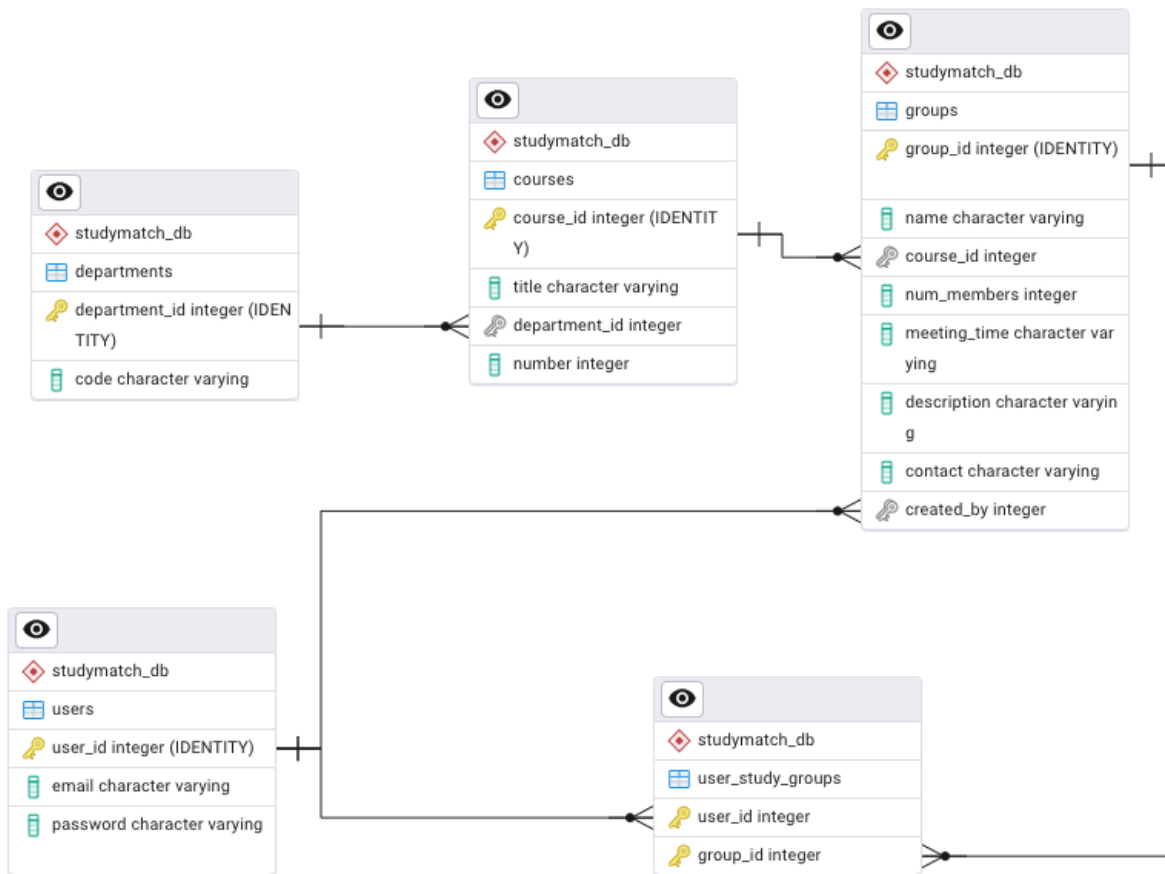 studymatch_db
departments
department_id integer (IDEN
TITY)
code character varying
studymatch_db
courses
course_id integer (IDENTIT
Y)
title character varying
department_id integer
number integer
studymatch_db
groups
group_id integer (IDENTITY)
name character varying
course_id integer
num_members integer
meeting_time character var
ying
description character varyin
g
contact character varying
created_by integer
studymatch_db
users
user_id integer (IDENTITY)
email character varying
password character varying
studymatch_db
user_study_groups
user_id integer
group_id integer